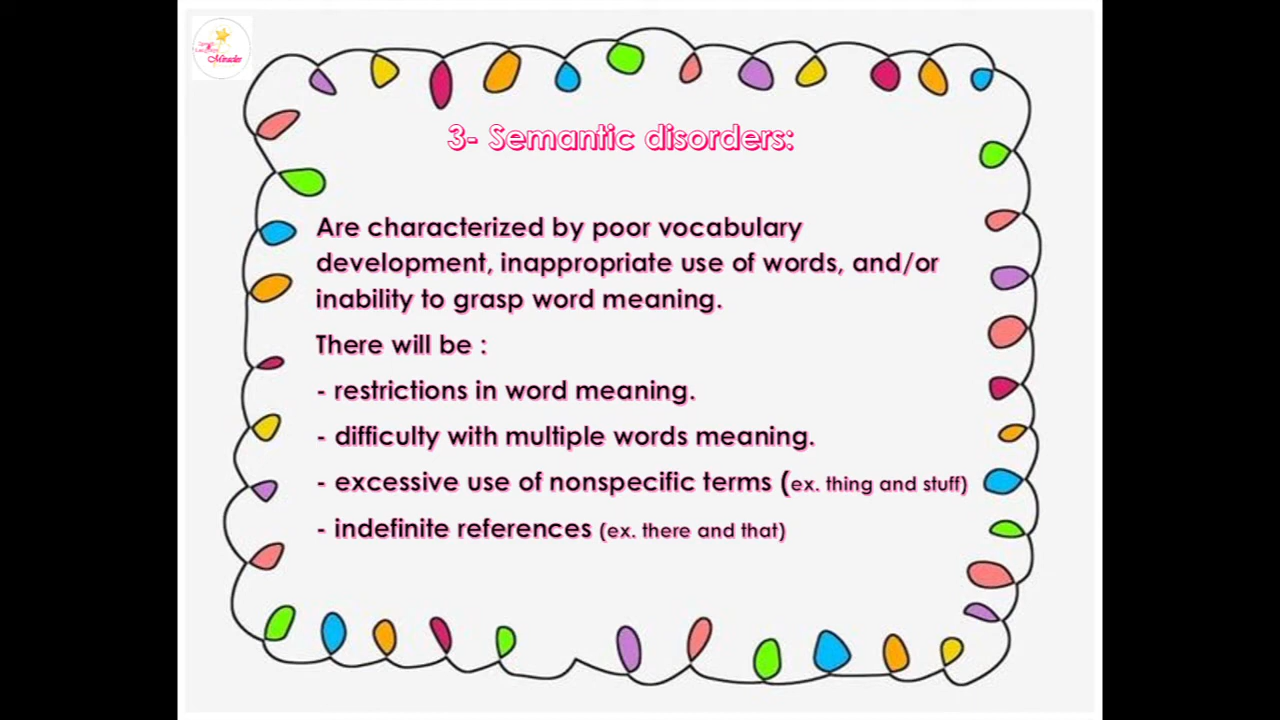 Miracles
3- Semantic disorders:
Are characterized by poor vocabulary
development, inappropriate use of words, and/or
inability to grasp word meaning.
There will be :
- restrictions in word meaning.
- difficulty with multiple words meaning.
- excessive use of nonspecific terms (ex. thing and stuff)
- indefinite references (ex. there and that)